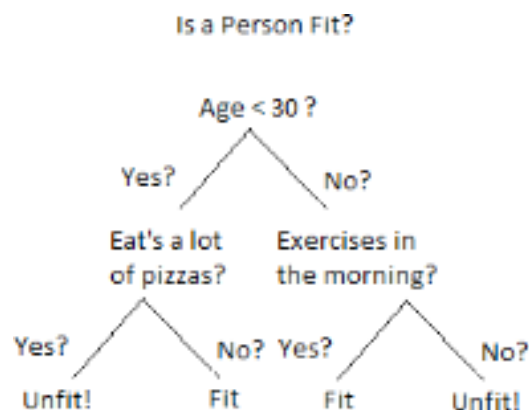 Is a Person Fit?
Age < 30 ?
Yes?
No?
Eat's a lot
of pizzas?
Exercises in
the morning?
Yes?
No?
Yes?
No?
Unfit!
Fit
Fit
Unfit!